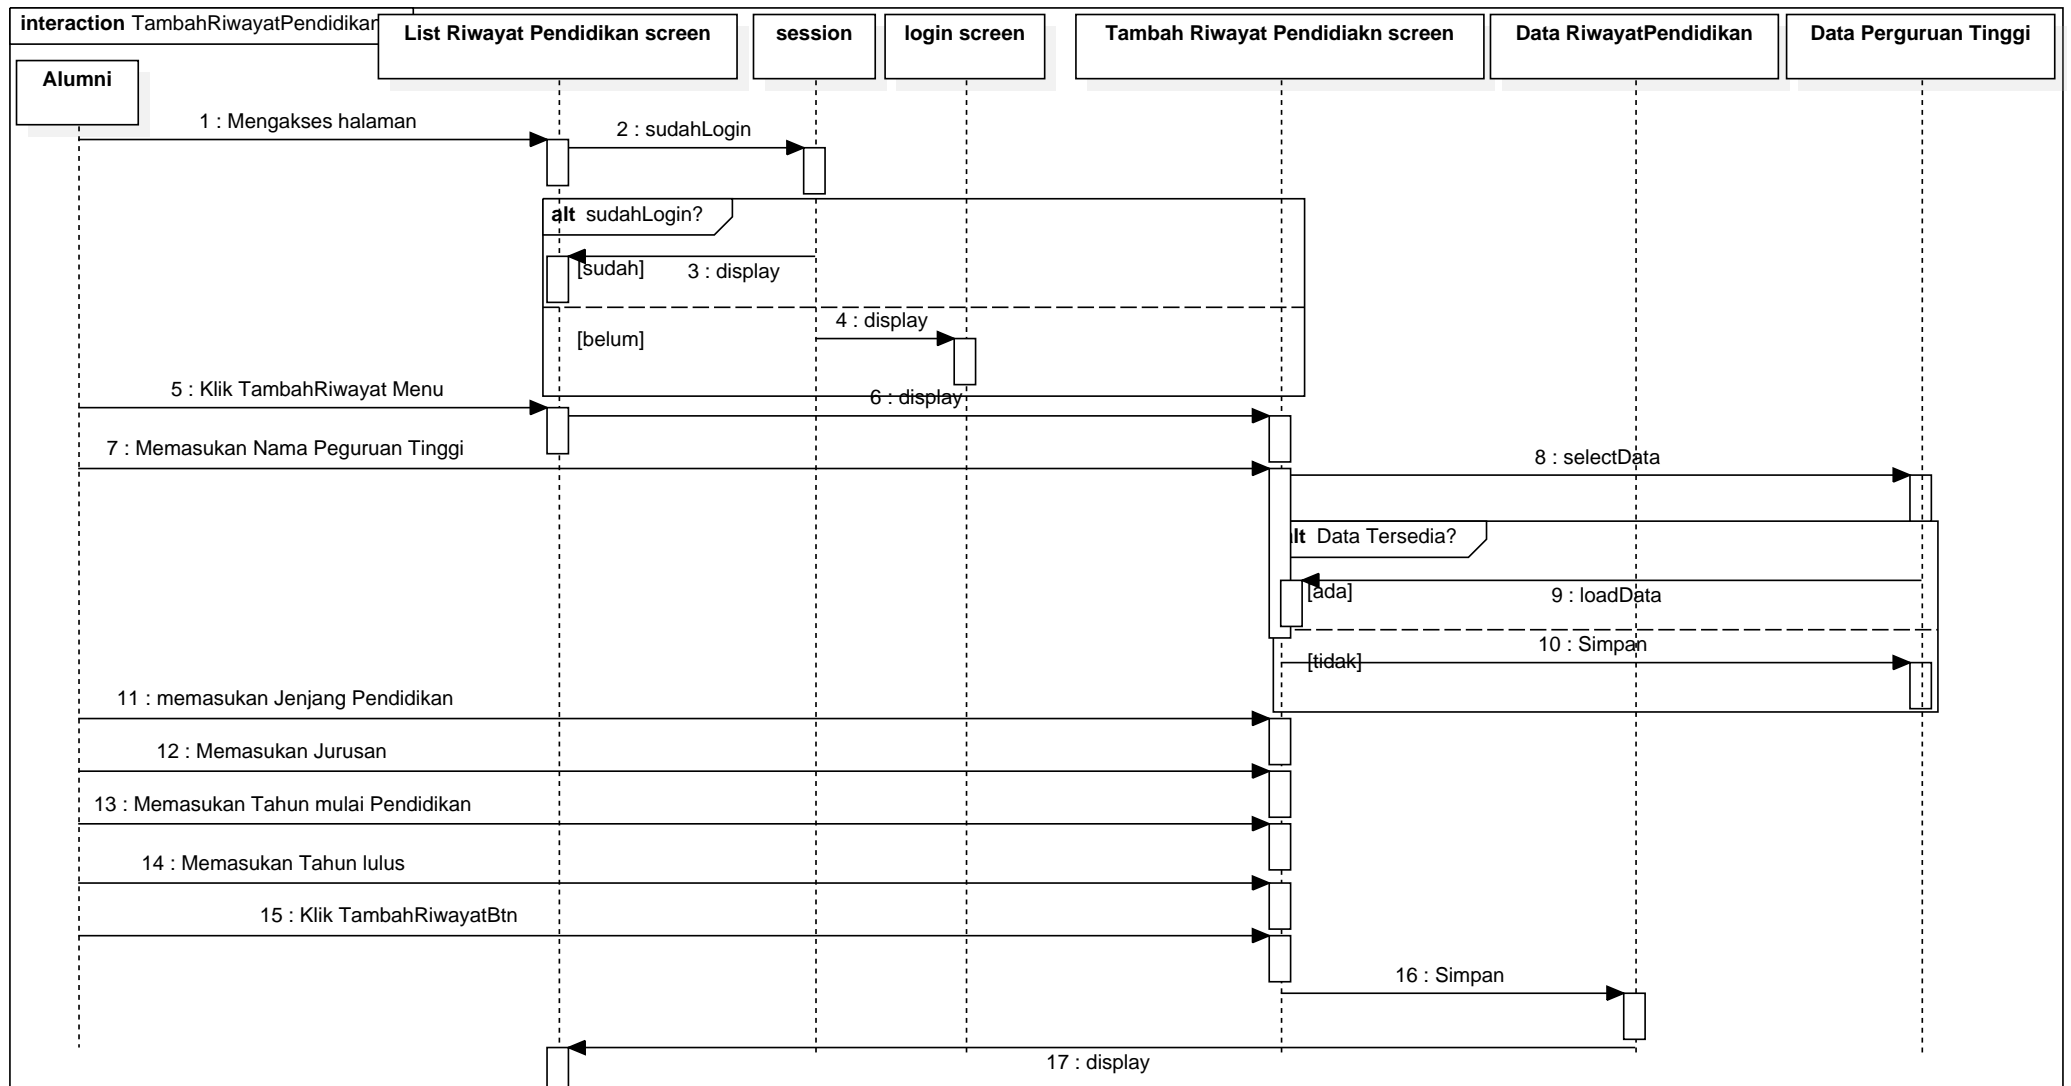 interaction TambahRiwayatPendidikan
List Riwayat Pendidikan screen
session
login screen
Tambah Riwayat Pendidiakn screen
Data RiwayatPendidikan
Data Perguruan Tinggi
Alumni
1 : Mengakses halaman
2 : sudahLogin
alt sudahLogin?
[sudah]
3 : display
4 : display
[belum]
5 : Klik TambahRiwayat Menu
6 : display
7 : Memasukan Nama Peguruan Tinggi
8 : selectData
alt Data Tersedia?
[ada]
9 : loadData
10 : Simpan
[tidak]
11 : memasukan Jenjang Pendidikan
12 : Memasukan Jurusan
13 : Memasukan Tahun mulai Pendidikan
14 : Memasukan Tahun lulus
15 : Klik TambahRiwayatBtn
16 : Simpan
17 : display